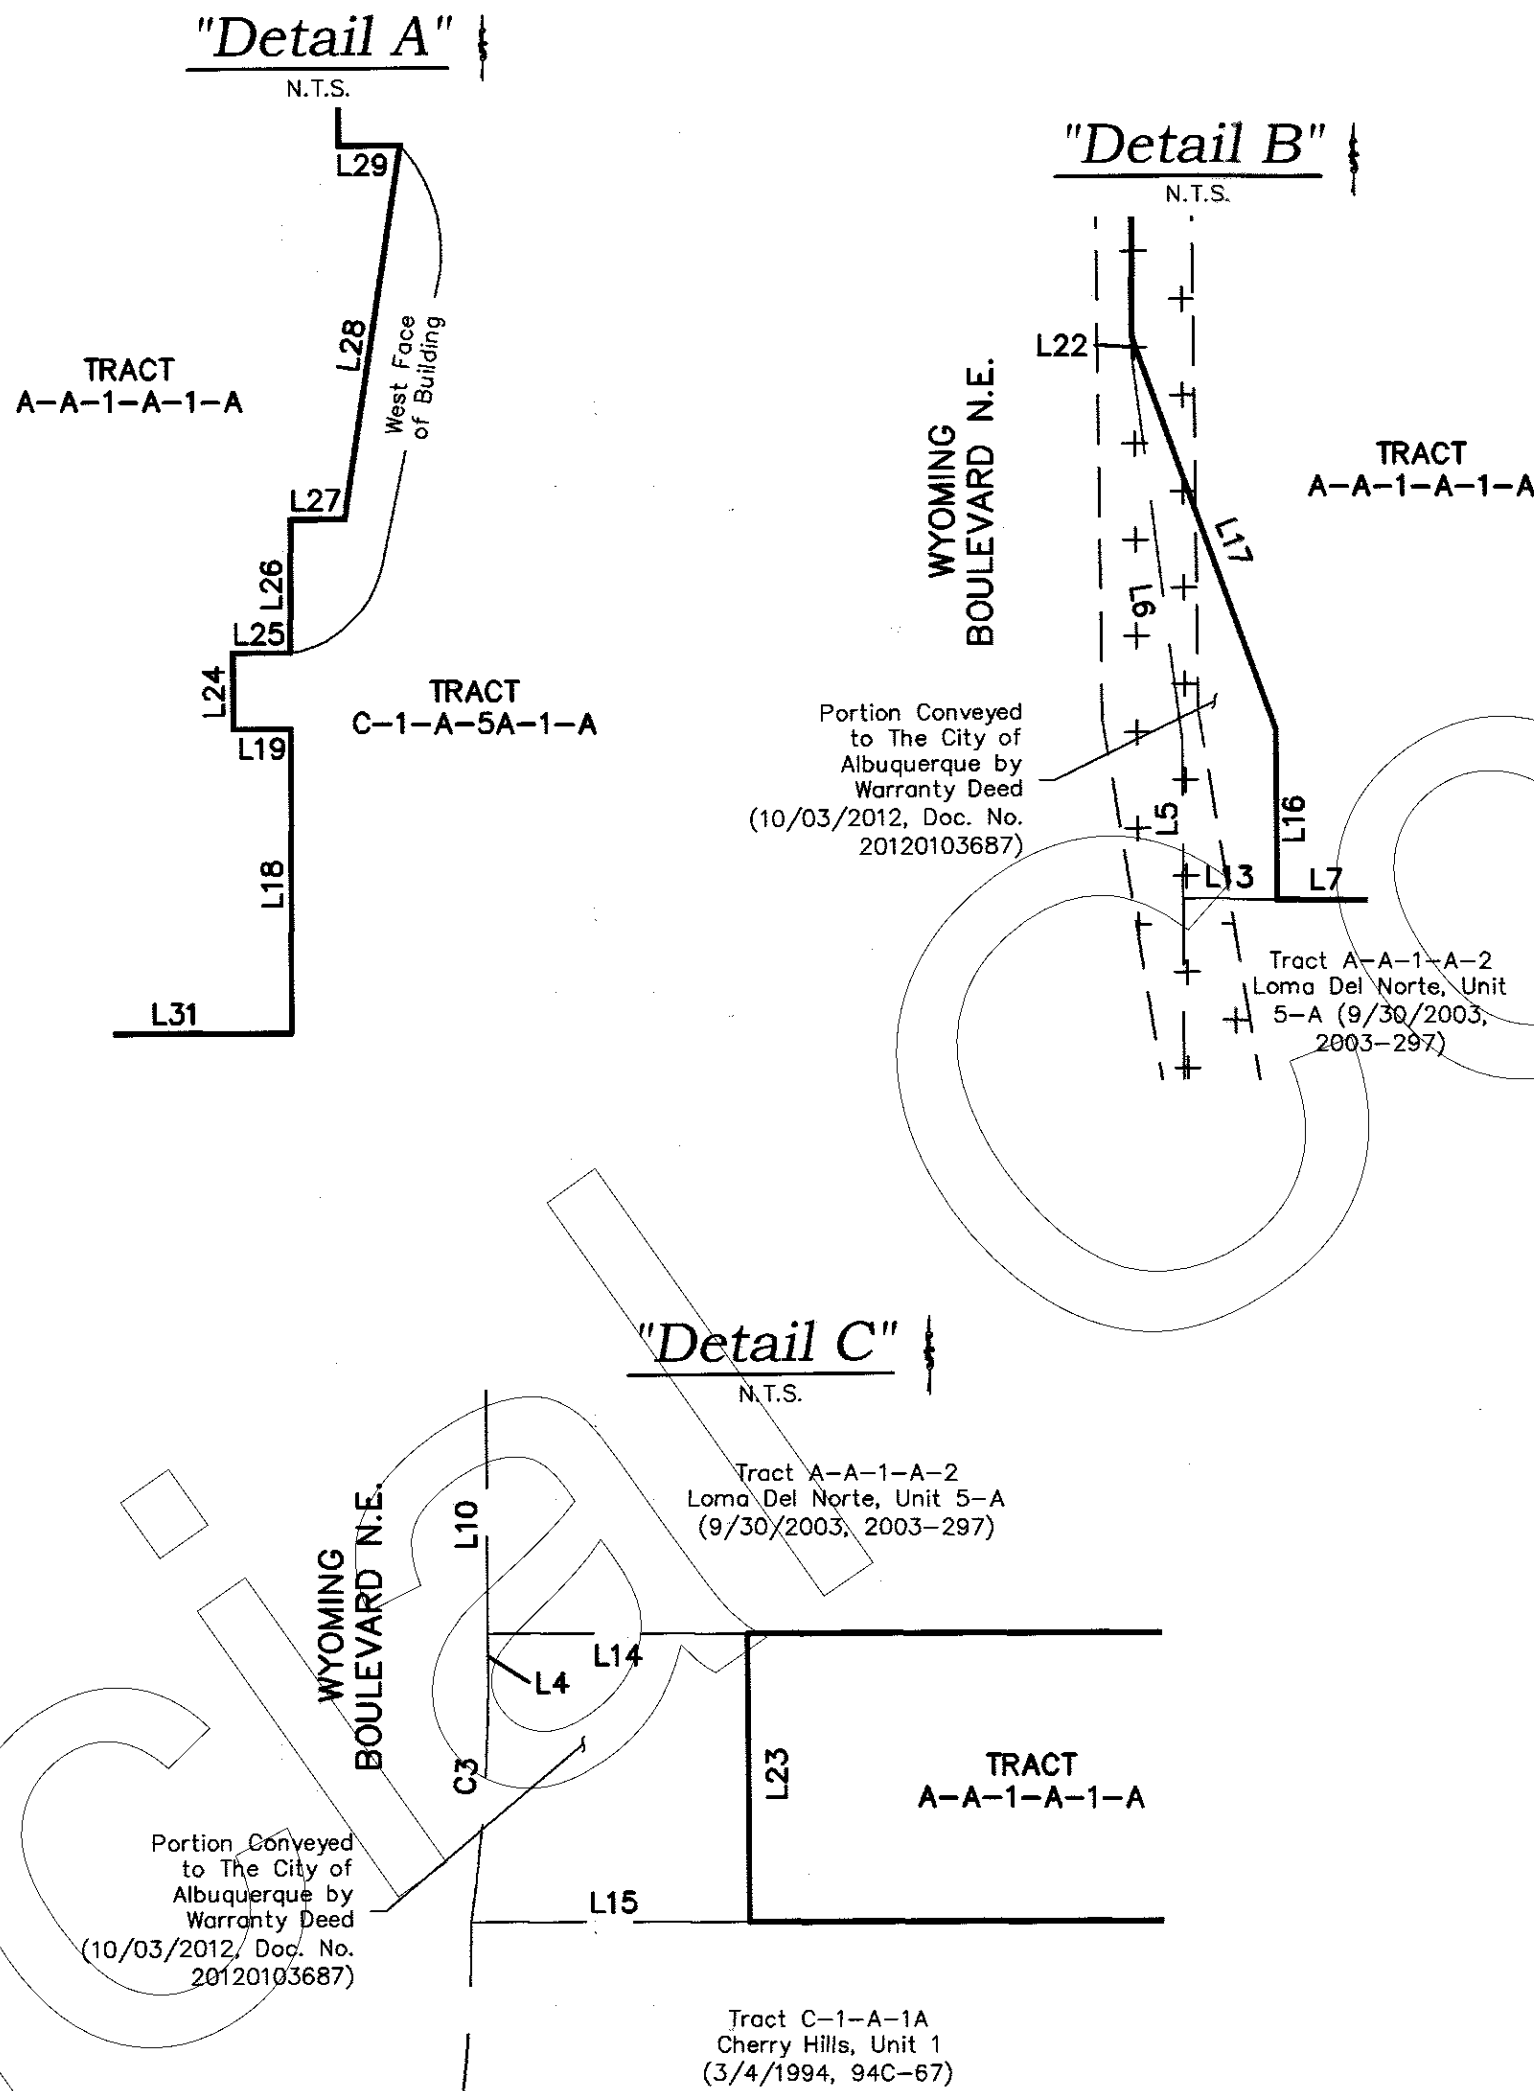 "Detail A"
N.T.S.
L29
L28
West Face
of Building
TRACT
A-A-1-A-1-A
L27
L26
L25
L24
TRACT
C-1-A-5A-1-A
L19
L18
L31
"Detail B"
N.T.S.
L22
WYOMING
BOULEVARD N.E.
TRACT
A-A-1-A-1-A
L17
L6
Portion Conveyed
to The City of
Albuquerque by
Warranty Deed
(10/03/2012, Doc. No.
20120103687)
L5
L16
L13
L7
Tract A-A-1-A-2
Loma Del Norte, Unit
5-A (9/30/2003,
2003-297)
"Detail C"
N.T.S.
Tract A-A-1-A-2
Loma Del Norte, Unit 5-A
(9/30/2003, 2003-297)
L10
WYOMING
BOULEVARD N.E.
L14
L4
C3
L23
TRACT
A-A-1-A-1-A
Portion Conveyed
to The City of
Albuquerque by
Warranty Deed
(10/03/2012, Doc. No.
20120103687)
L15
Tract C-1-A-1A
Cherry Hills, Unit 1
(3/4/1994, 94C-67)